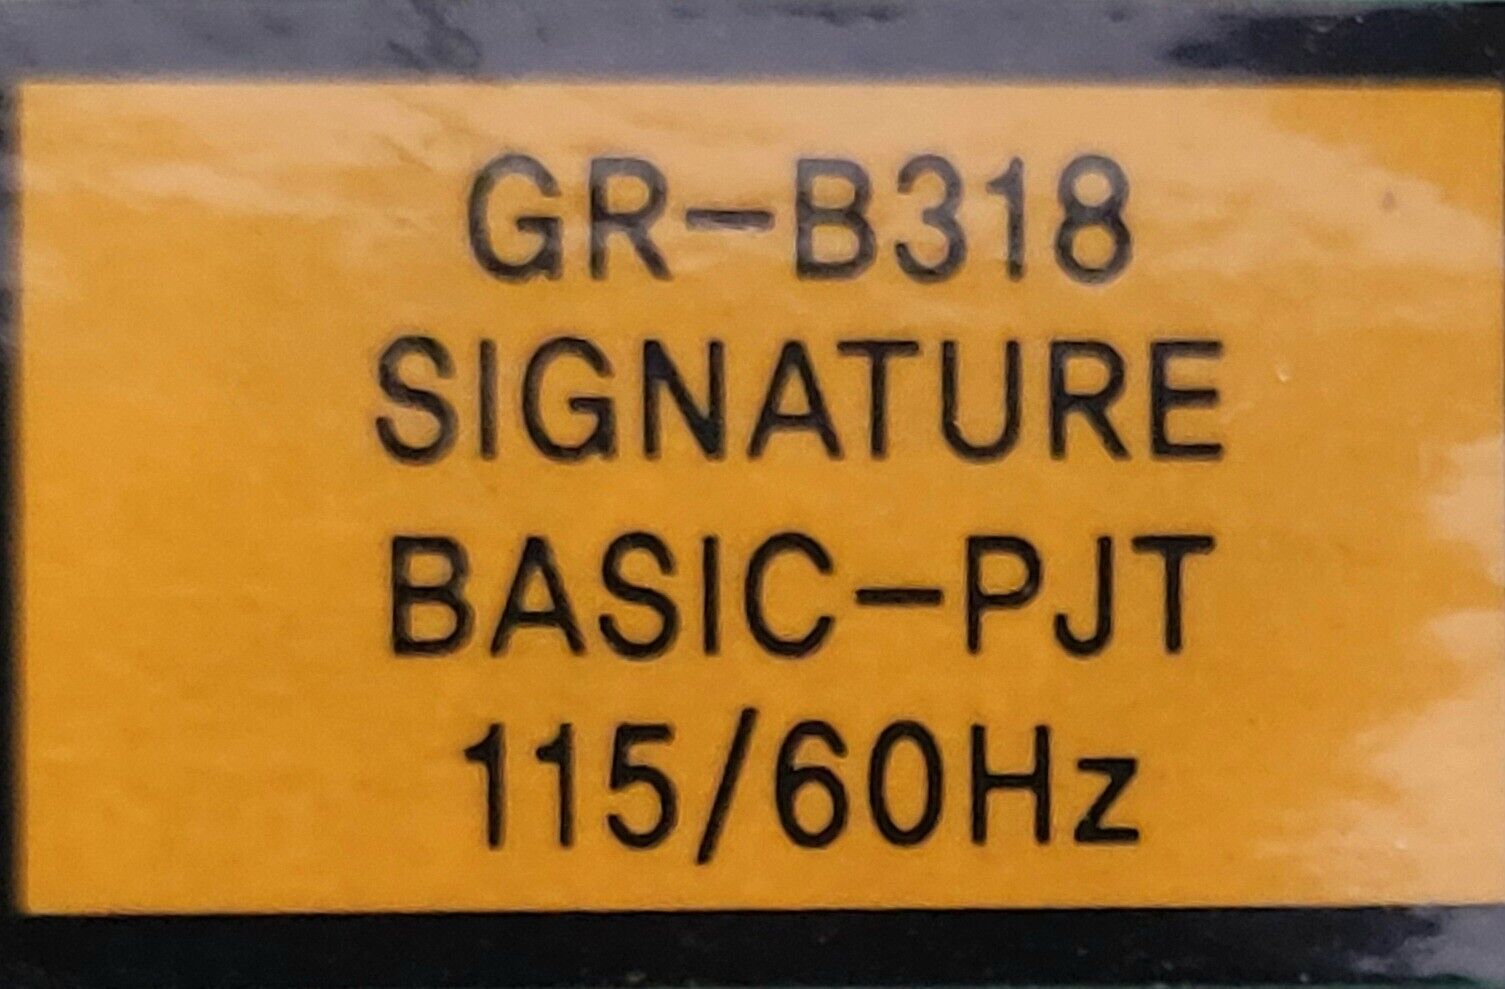 GR-B318
SIGNATURE
BASIC-PJT
115/60Hz